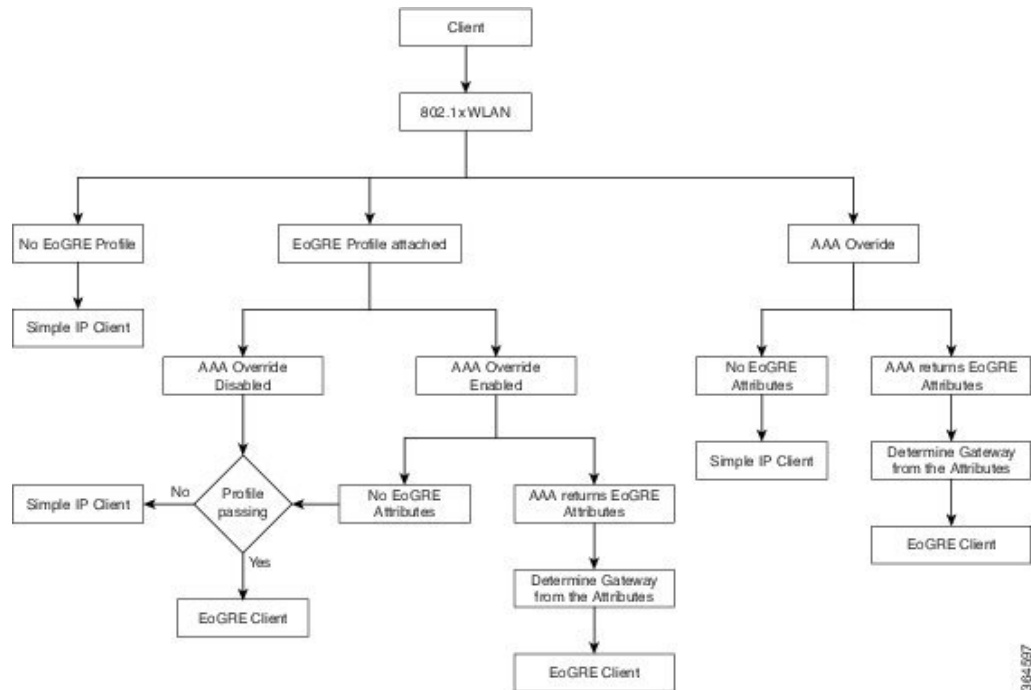 Client
802.1xWLAN
No EoGRE Profile
EoGRE Profile attached
AAA Overide
Simple IP Client
AAA Override
Disabled
AAA Override
Enabled
No EoGRE
Attributes
AAA returns EoGRE
Attributes
Simple IP Client
Determine Gateway
from the Attributes
Simple IP Client
No
Profile
passing
No EoGRE
Attributes
AAA returns EoGRE
Attributes
EoGRE Client
Yes
Determine Gateway
from the Attributes
EoGRE Client
EoGRE Client
364597